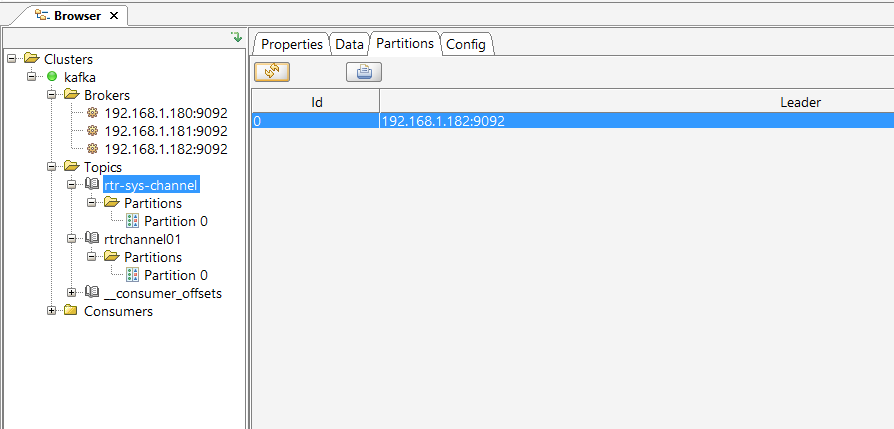 Browser
Clusters
kafka
Brokers
192.168.1.180:9092
192.168.1.181:9092
192.168.1.182:9092
Topics
rtr-sys-channel
Partitions
Partition 0
rtrchannel01
Partitions
Partition 0
__consumer_offsets
Consumers
Properties Data Partitions Config
Id Leader
0 192.168.1.182:9092